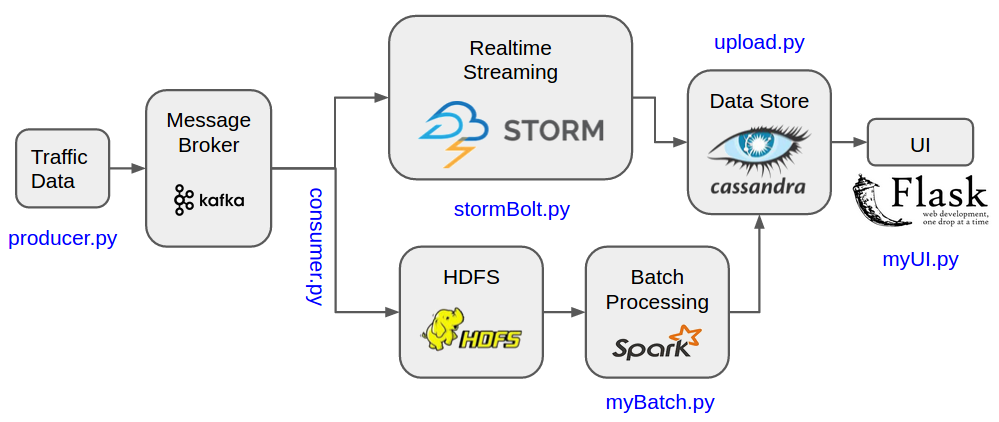 Traffic
Data
producer.py
Message
Broker
kafka
consumer.py
Realtime
Streaming
STORM
stormBolt.py
HDFS
HDFS
Batch
Processing
Spark
myBatch.py
upload.py
Data Store
cassandra
UI
Flask
web development,
one drop at a time
myUI.py